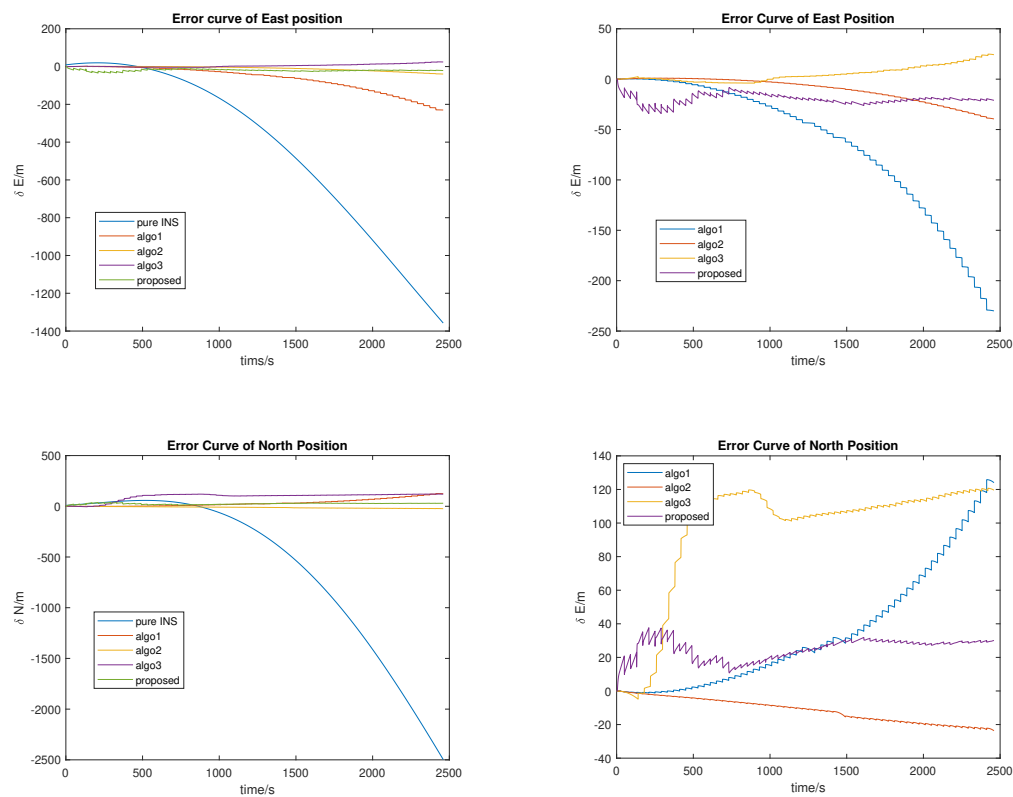 Error curve of East position
200
0
-200
-400
-600
-800
-1000
-1200
-1400
δ E/m
pure INS
algo1
algo2
algo3
proposed
0 500 1000 1500 2000 2500
tims/s
Error Curve of East Position
50
0
-50
-100
-150
-200
-250
δ E/m
algo1
algo2
algo3
proposed
0 500 1000 1500 2000 2500
time/s
Error Curve of North Position
500
0
-500
-1000
-1500
-2000
-2500
δ N/m
pure INS
algo1
algo2
algo3
proposed
0 500 1000 1500 2000 2500
time/s
Error Curve of North Position
140
120
100
80
60
40
20
0
-20
-40
δ E/m
algo1
algo2
algo3
proposed
0 500 1000 1500 2000 2500
time/s